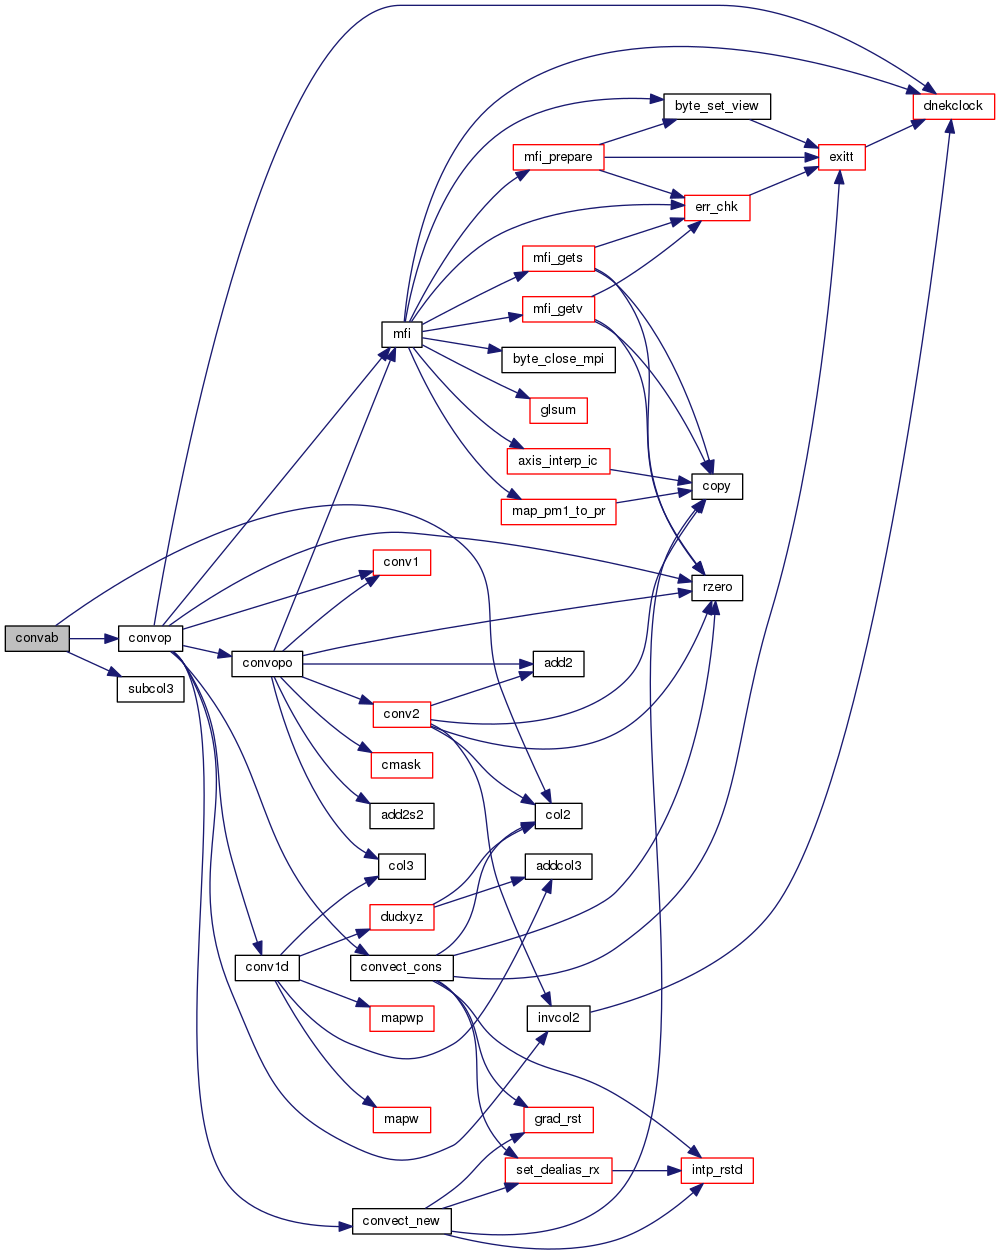 dnekclock
byte_set_view
mfi_prepare
exitt
err_chk
mfi_gets
mfi_getv
mfi
byte_close_mpi
glsum
axis_interp_ic
copy
map_pm1_to_pr
conv1
rzero
convab
convop
convopo
add2
subcol3
conv2
cmask
add2s2
col2
col3
addcol3
dudxyz
conv1d
convect_cons
mapwp
invcol2
mapw
grad_rst
set_dealias_rx
intp_rstd
convect_new